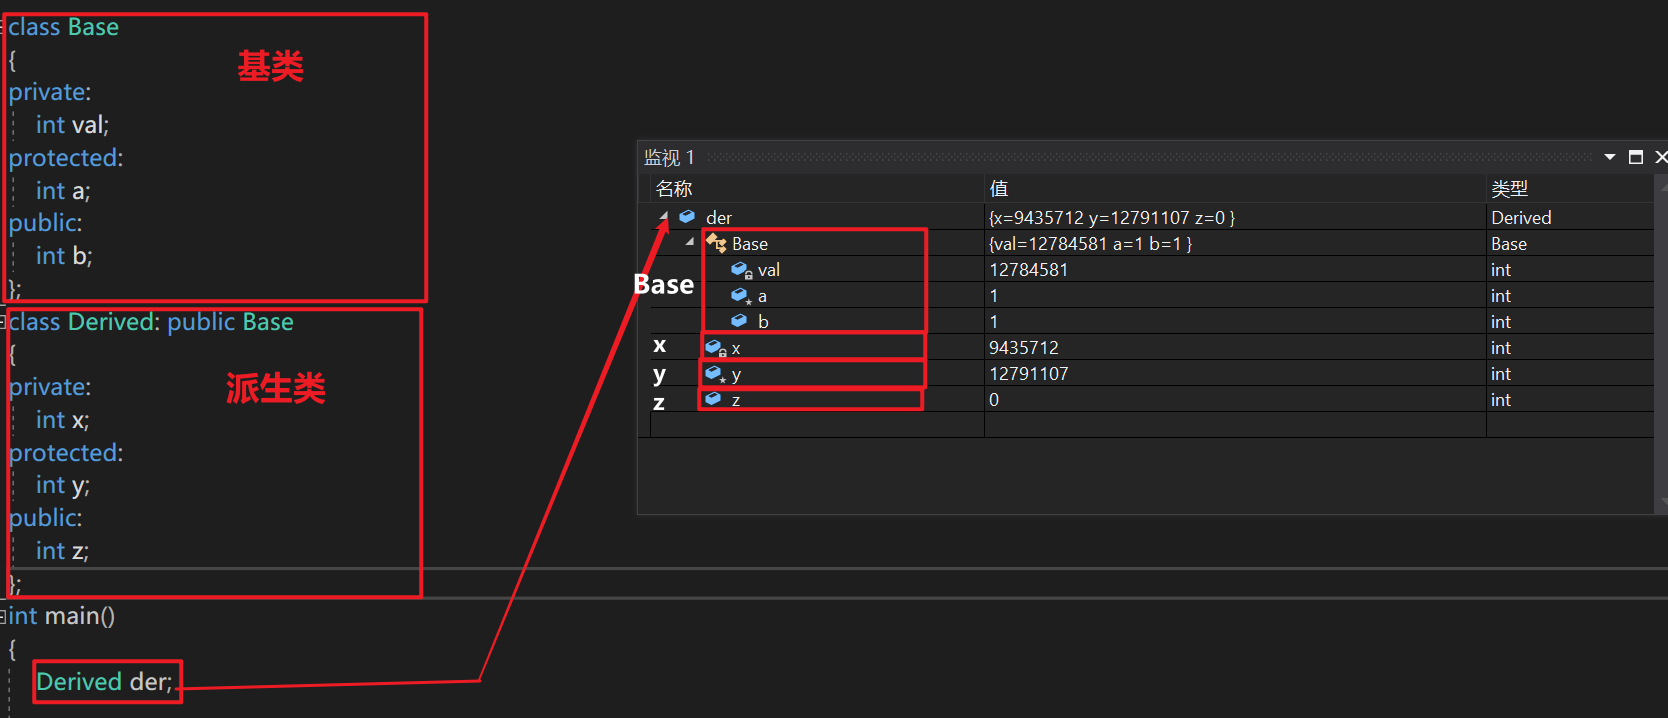 class Base
基类
{
private:
int val;
protected:
int a;
public:
int b;
};
class Derived: public Base
{
派生类
private:
int x;
protected:
int y;
public:
int z;
};
int main()
{
Derived der;
监视 1
名称 值 类型
der {x=9435712 y=12791107 z=0 } Derived
Base {val=12784581 a=1 b=1 } Base
Base
val 12784581 int
a 1 int
b 1 int
x x 9435712 int
y y 12791107 int
z z 0 int